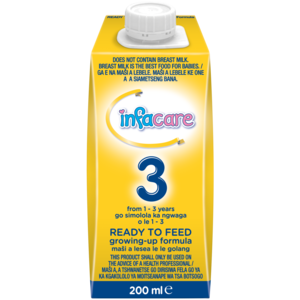 DOES NOT CONTAIN BREAST MILK.
BREAST MILK IS THE BEST FOOD FOR BABIES. /
GA E NA MAŠI A LEBELE. MAŠI A LEBELE KE ONE
A A SIAMETSENG BANA.
infacare
3
from 1 - 3 years
go simolola ka ngwaga
o le 1 - 3
READY TO FEED
growing-up formula
maši a lesea le le golang
THIS PRODUCT SHALL ONLY BE USED ON
THE ADVICE OF A HEALTH PROFESSIONAL /
MAŠI A, A TSHWANETSE GO DIRISIWA FELA GO YA
KA KGAKOLOLO YA MOITSEANAPE WA TSA BOTSOGO
200 ml e